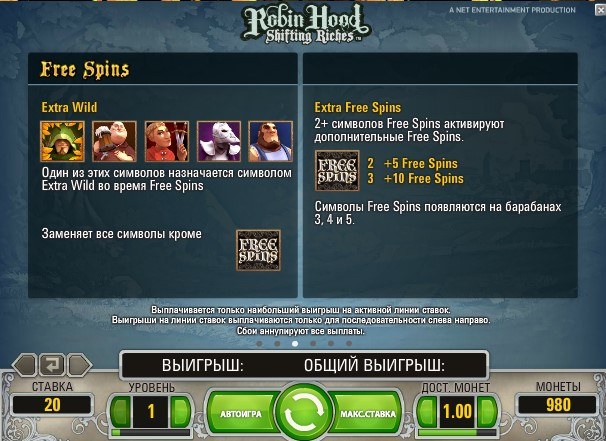 Robin Hood
Shifting Riches™
A NET ENTERTAINMENT PRODUCTION
Free Spins
Extra Wild
Один из этих символов назначается символом
Extra Wild во время Free Spins
Заменяет все символы кроме
FREE
SPINS
Extra Free Spins
2+ символов Free Spins активируют
дополнительные Free Spins.
FREE
SPINS
2 +5 Free Spins
3 +10 Free Spins
Символы Free Spins появляются на барабанах
3, 4 и 5.
Выплачивается только наибольший выигрыш на активной линии ставок.
Выигрыши на линии ставок выплачиваются только для последовательности слева направо.
Сбои аннулируют все выплаты.
ВЫИГРЫШ: ОБЩИЙ ВЫИГРЫШ:
СТАВКА
20
УРОВЕНЬ
1
АВТОИГРА
МАКС.СТАВКА
ДОСТ. МОНЕТ
1.00
МОНЕТЫ
980